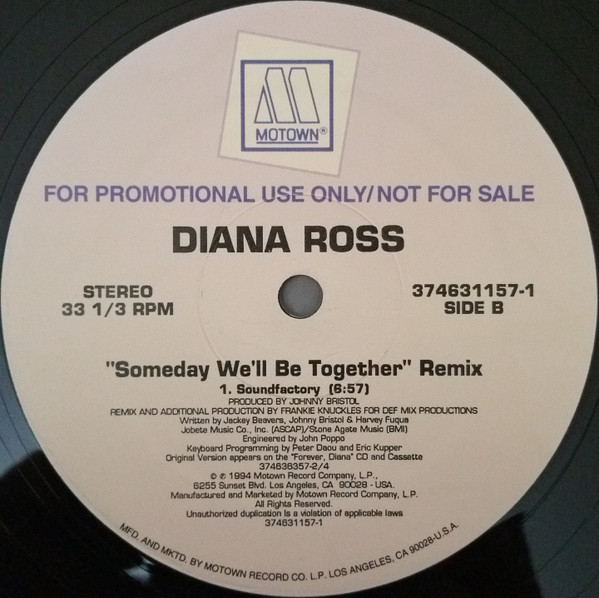 MOTOWN®
FOR PROMOTIONAL USE ONLY/NOT FOR SALE
DIANA ROSS
STEREO
33 1/3 RPM
374631157-1
SIDE B
"Someday We'll Be Together" Remix
1. Soundfactory (6:57)
PRODUCED BY JOHNNY BRISTOL
REMIX AND ADDITIONAL PRODUCTION BY FRANKIE KNUCKLES FOR DEF MIX PRODUCTIONS
Written by Jackey Beavers, Johnny Bristol & Harvey Fuqua
Jobete Music Co., Inc. (ASCAP)/Stone Agate Music (BMI)
Engineered by John Poppo
Keyboard Programming by Peter Daou and Eric Kupper
Original Version appears on the "Forever, Diana" CD and Cassette
374636357-2/4
© ℗ 1994 Motown Record Company, L.P.,
6255 Sunset Blvd. Los Angeles, CA 90028 - USA.
Manufactured and Marketed by Motown Record Company, L.P.
All Rights Reserved.
Unauthorized duplication is a violation of applicable laws
374631157-1
MFD. AND MKTD. BY MOTOWN RECORD CO. L.P. LOS ANGELES, CA 90028-U.S.A.